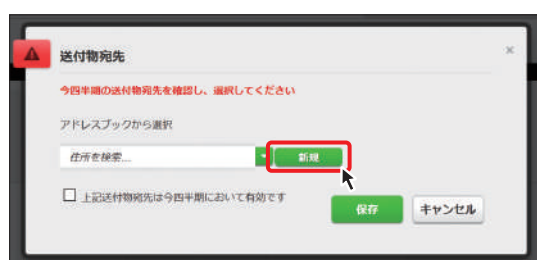 送付物宛先
×
今四半期の送付物宛先を確認し、選択してください
アドレスブックから選択
住所を検索...
新規
上記送付物宛先は今四半期において有効です
保存
キャンセル